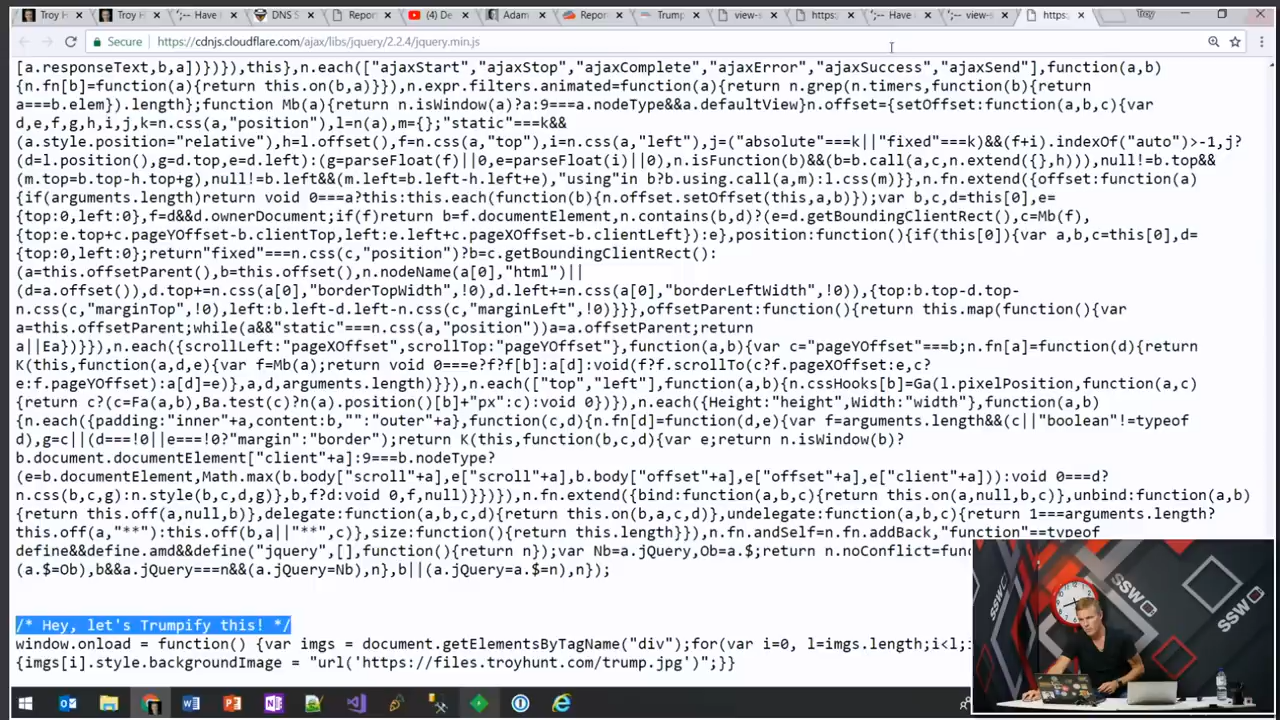 Troy H
Troy H
';-- Have i
DNS S
Report
(4) De
Adam
Report
Trump
view-s
https:/
';-- Have i
';-- view-s
https:/
Troy
Secure
https://cdnjs.cloudflare.com/ajax/libs/jquery/2.2.4/jquery.min.js
[a.responseText,b,a])})}),this},n.each(["ajaxStart","ajaxStop","ajaxComplete","ajaxError","ajaxSuccess","ajaxSend"],function(a,b)
{n.fn[b]=function(a){return this.on(b,a)}}),n.expr.filters.animated=function(a){return n.grep(n.timers,function(b){return
a===b.elem}).length};function Mb(a){return n.isWindow(a)?a:9===a.nodeType&&a.defaultView}n.offset={setOffset:function(a,b,c){var
d,e,f,g,h,i,j,k=n.css(a,"position"),l=n(a),m={};"static"===k&&
(a.style.position="relative"),h=l.offset(),f=n.css(a,"top"),i=n.css(a,"left"),j=("absolute"===k||"fixed"===k)&&(f+i).indexOf("auto")>-1,j?
(d=l.position(),g=d.top,e=d.left):(g=parseFloat(f)||0,e=parseFloat(i)||0),n.isFunction(b)&&(b=b.call(a,c,n.extend({},h))),null!=b.top&&
(m.top=b.top-h.top+g),null!=b.left&&(m.left=b.left-h.left+e),"using"in b?b.using.call(a,m):l.css(m)}},n.fn.extend({offset:function(a)
{if(arguments.length)return void 0===a?this:this.each(function(b){n.offset.setOffset(this,a,b)});var b,c,d=this[0],e=
{top:0,left:0},f=d&&d.ownerDocument;if(f)return b=f.documentElement,n.contains(b,d)?(e=d.getBoundingClientRect(),c=Mb(f),
{top:e.top+c.pageYOffset-b.clientTop,left:e.left+c.pageXOffset-b.clientLeft}):e},position:function(){if(this[0]){var a,b,c=this[0],d=
{top:0,left:0};return"fixed"===n.css(c,"position")?b=c.getBoundingClientRect():
(a=this.offsetParent(),b=this.offset(),n.nodeName(a[0],"html")||
(d=a.offset()),d.top+=n.css(a[0],"borderTopWidth",!0),d.left+=n.css(a[0],"borderLeftWidth",!0)),{top:b.top-d.top-
n.css(c,"marginTop",!0),left:b.left-d.left-n.css(c,"marginLeft",!0)}}},offsetParent:function(){return this.map(function(){var
a=this.offsetParent;while(a&&"static"===n.css(a,"position"))a=a.offsetParent;return
a||Ea})}}),n.each({scrollLeft:"pageXOffset",scrollTop:"pageYOffset"},function(a,b){var c="pageYOffset"===b;n.fn[a]=function(d){return
K(this,function(a,d,e){var f=Mb(a);return void 0===e?f?f[b]:a[d]:void(f?f.scrollTo(c?f.pageXOffset:e,c?
e:f.pageYOffset):a[d]=e)},a,d,arguments.length)}}),n.each(["top","left"],function(a,b){n.cssHooks[b]=Ga(l.pixelPosition,function(a,c)
{return c?(c=Fa(a,b),Ba.test(c)?n(a).position()[b]+"px":c):void 0})}),n.each({Height:"height",Width:"width"},function(a,b)
{n.each({padding:"inner"+a,content:b,"":"outer"+a},function(c,d){n.fn[d]=function(d,e){var f=arguments.length&&(c||"boolean"!=typeof
d),g=c||(d===!0||e===!0?"margin":"border");return K(this,function(b,c,d){var e;return n.isWindow(b)?
b.document.documentElement["client"+a]:9===b.nodeType?
(e=b.documentElement,Math.max(b.body["scroll"+a],e["scroll"+a],b.body["offset"+a],e["offset"+a],e["client"+a])):void 0===d?
n.css(b,c,g):n.style(b,c,d,g)},b,f?d:void 0,f,null)}})}),n.fn.extend({bind:function(a,b,c){return this.on(a,null,b,c)},unbind:function(a,b)
{return this.off(a,null,b)},delegate:function(a,b,c,d){return this.on(b,a,c,d)},undelegate:function(a,b,c){return 1===arguments.length?
this.off(a,"**"):this.off(b,a||"**",c)},size:function(){return this.length}}),n.fn.andSelf=n.fn.addBack,"function"==typeof
define&&define.amd&&define("jquery",[],function(){return n});var Nb=a.jQuery,Ob=a.$;return n.noConflict=func
(a.$=Ob),b&&a.jQuery===n&&(a.jQuery=Nb),n},b||(a.jQuery=a.$=n),n});
/* Hey, let's Trumpify this! */
window.onload = function() {var imgs = document.getElementsByTagName("div");for(var i=0, l=imgs.length;i<l;i
{imgs[i].style.backgroundImage = "url('https://files.troyhunt.com/trump.jpg')";}}
SSW
SSW
SSW